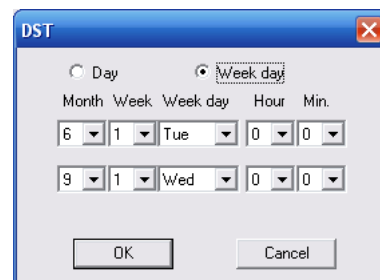 DST
Day Week day
Month Week Week day Hour Min.
6 1 Tue 0 0
9 1 Wed 0 0
OK Cancel